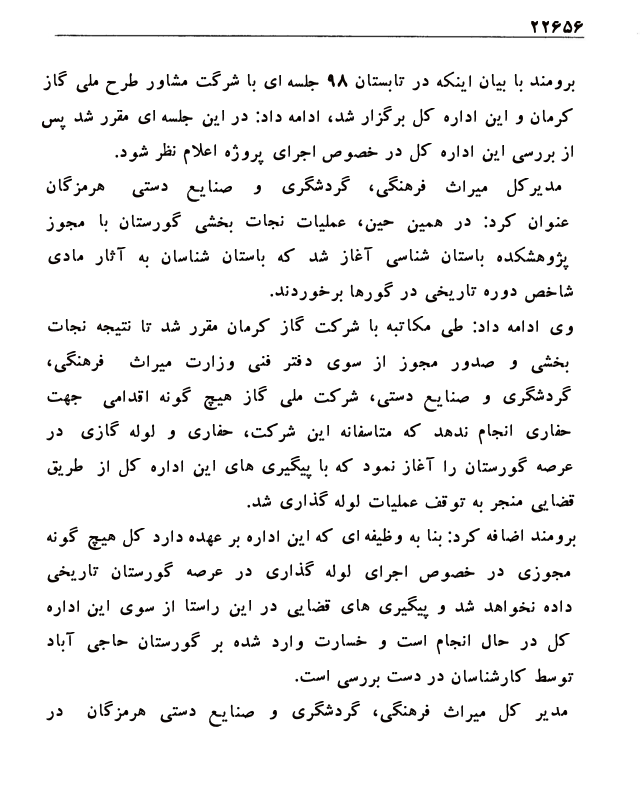 ۲۲۶۵۶
برومند با بیان اینکه در تابستان ۹۸ جلسه ای با شرگت مشاور طرح ملی گاز
کرمان و این اداره کل برگزار شد، ادامه داد: در این جلسه ای مقرر شد پس
از بررسی این اداره کل در خصوص اجرای پروژه اعلام نظر شود.
مدیرکل میراث فرهنگی، گردشگری و صنایع دستی هرمزگان
عنوان کرد: در همین حین، عملیات نجات بخشی گورستان با مجوز
پژوهشکده باستان شناسی آغاز شد که باستان شناسان به آثار مادی
شاخص دوره تاریخی در گورها برخوردند.
وی ادامه داد: طی مکاتبه با شرکت گاز کرمان مقرر شد تا نتیجه نجات
بخشی و صدور مجوز از سوی دفتر فنی وزارت میراث فرهنگی،
گردشگری و صنایع دستی، شرکت ملی گاز هیچ گونه اقدامی جهت
حفاری انجام ندهد که متاسفانه این شرکت، حفاری و لوله گازی در
عرصه گورستان را آغاز نمود که با پیگیری های این اداره کل از طریق
قضایی منجر به توقف عملیات لوله گذاری شد.
برومند اضافه کرد: بنا به وظیفه ای که این اداره بر عهده دارد کل هیچ گونه
مجوزی در خصوص اجرای لوله گذاری در عرصه گورستان تاریخی
داده نخواهد شد و پیگیری های قضایی در این راستا از سوی این اداره
کل در حال انجام است و خسارت وارد شده بر گورستان حاجی آباد
توسط کارشناسان در دست بررسی است.
مدیر کل میراث فرهنگی، گردشگری و صنایع دستی هرمزگان در